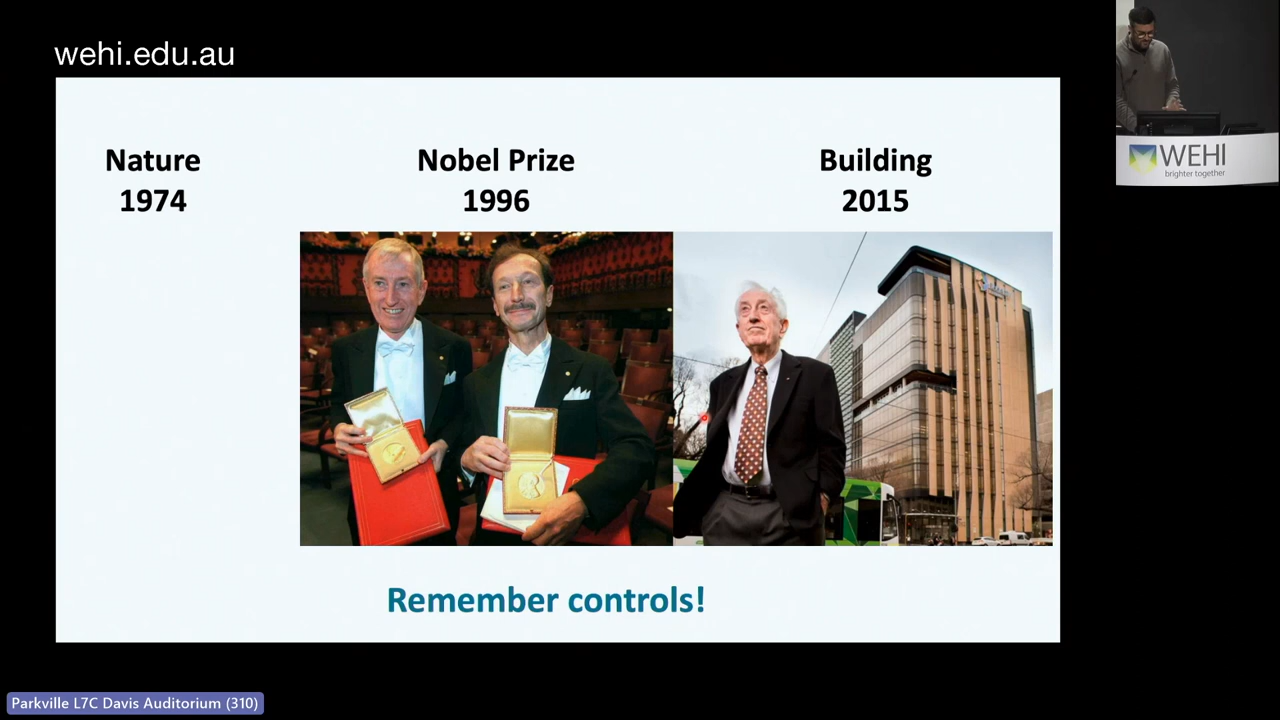 wehi.edu.au
Nature
1974
Nobel Prize
1996
Building
2015
Remember controls!
WEHI
brighter together
Parkville L7C Davis Auditorium (310)